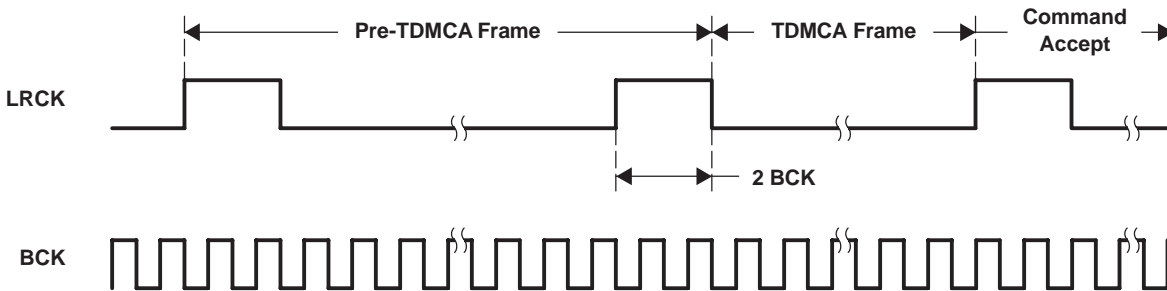 Pre-TDMCA Frame
TDMCA Frame
Command
Accept
LRCK
2 BCK
BCK